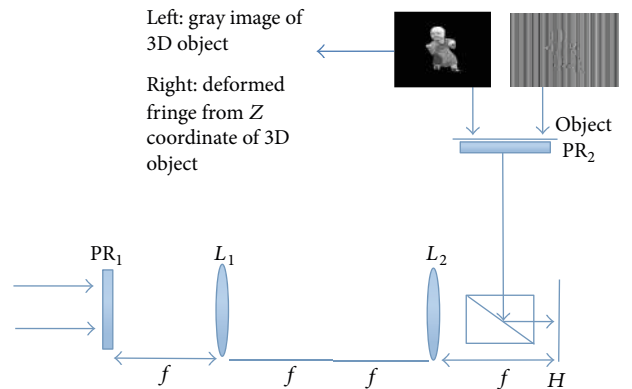 Left: gray image of
3D object
Right: deformed
fringe from Z
coordinate of 3D
object
Object
PR₂
PR₁
L₁
L₂
f
f
f
f
H